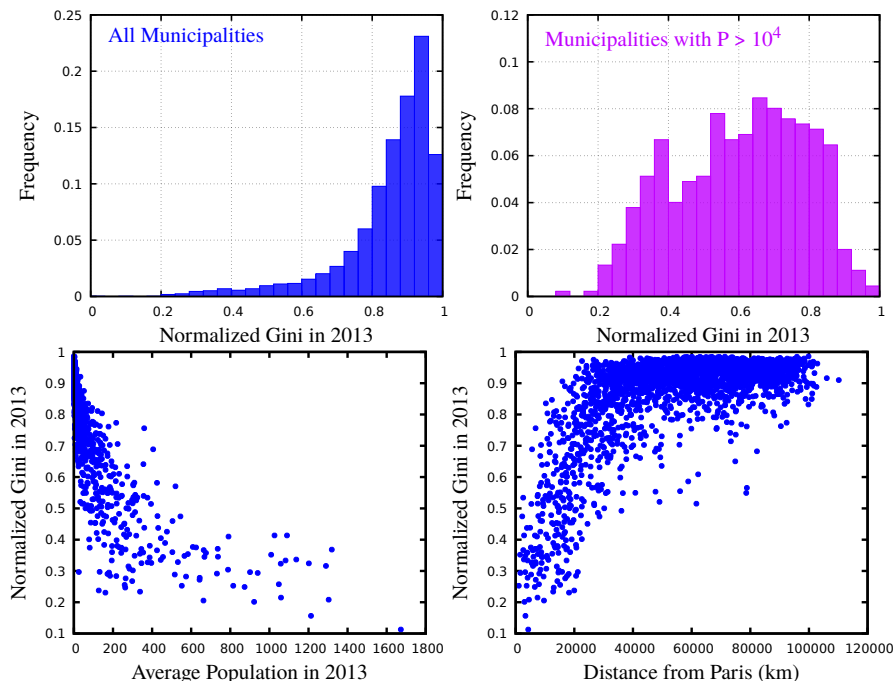 0.25
0.2
0.15
0.1
0.05
0
Frequency
All Municipalities
0 0.2 0.4 0.6 0.8 1
Normalized Gini in 2013
0.12
0.1
0.08
0.06
0.04
0.02
0
Frequency
Municipalities with P > 10⁴
0 0.2 0.4 0.6 0.8 1
Normalized Gini in 2013
1
0.9
0.8
0.7
0.6
0.5
0.4
0.3
0.2
0.1
Normalized Gini in 2013
0 200 400 600 800 1000 1200 1400 1600 1800
Average Population in 2013
1
0.9
0.8
0.7
0.6
0.5
0.4
0.3
0.2
0.1
Normalized Gini in 2013
0 20000 40000 60000 80000 100000 120000
Distance from Paris (km)